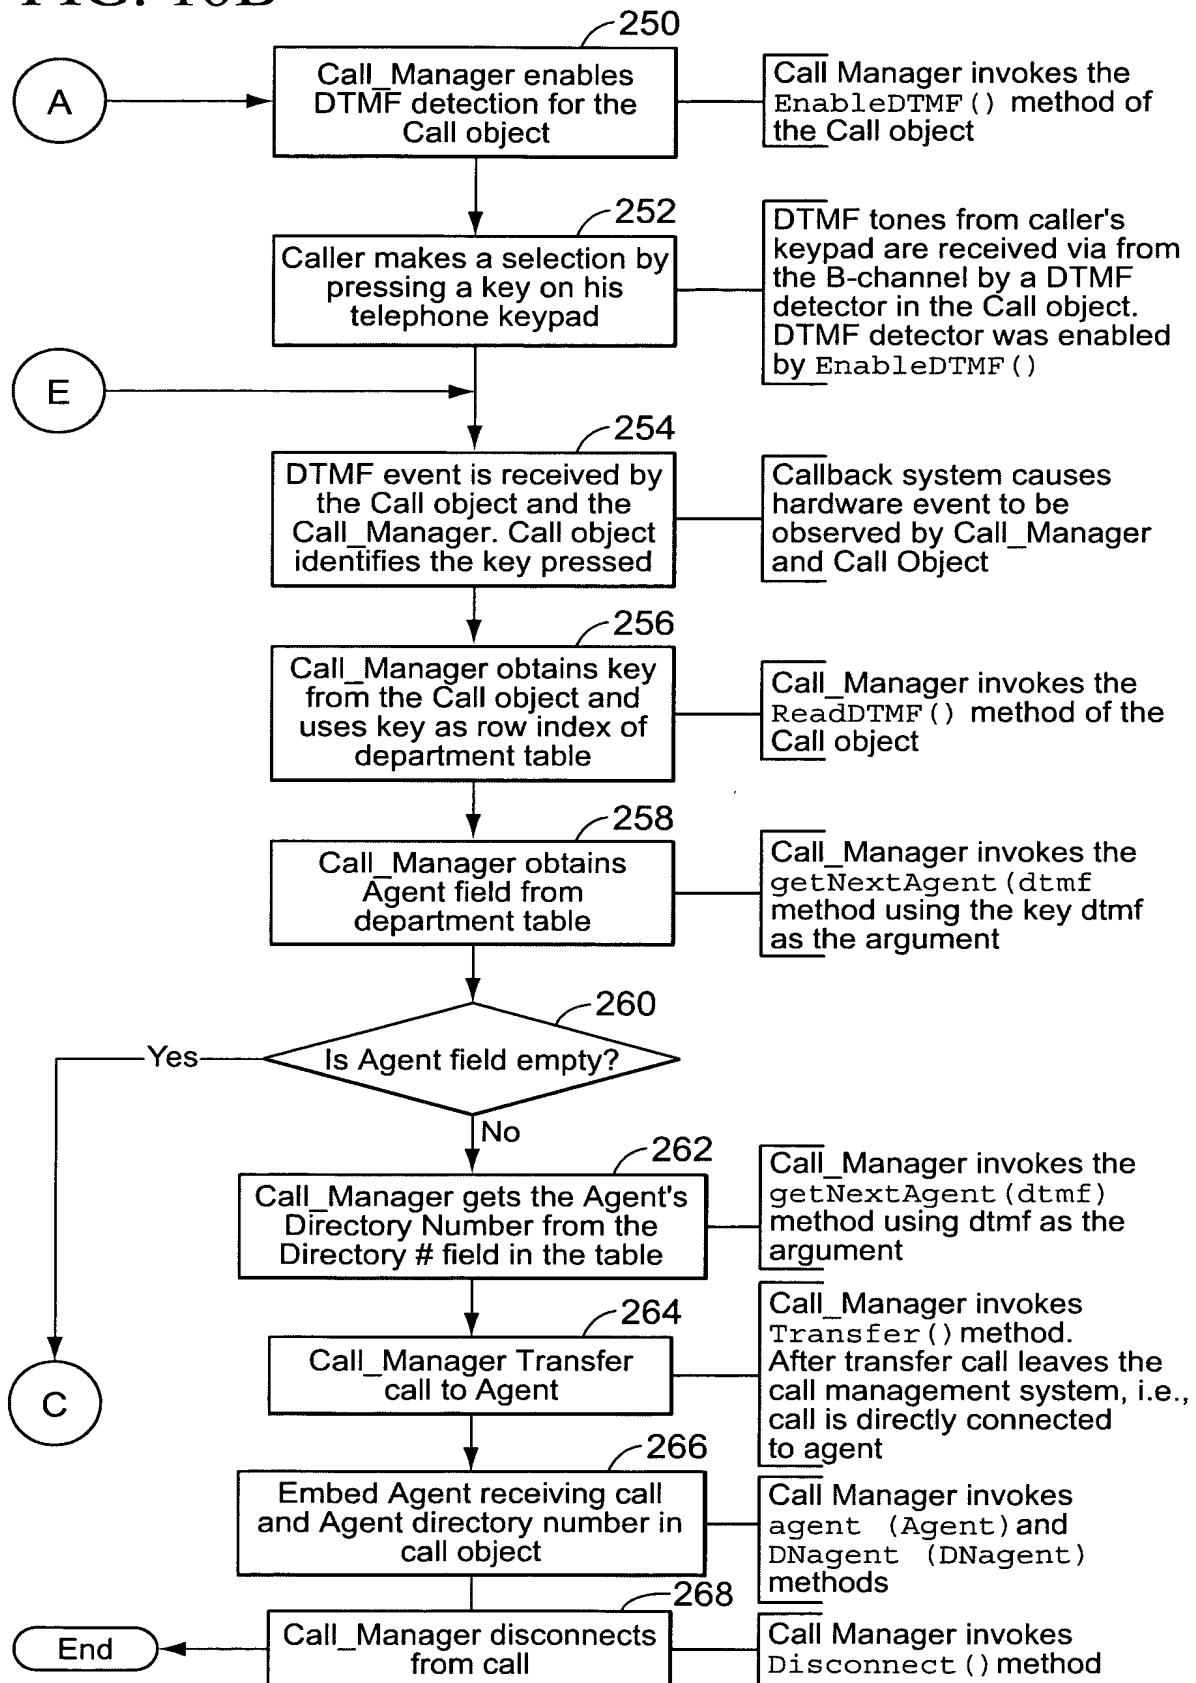 FIG. 10B
250
A
Call_Manager enables
DTMF detection for the
Call object
Call Manager invokes the
EnableDTMF() method of
the Call object
252
Caller makes a selection by
pressing a key on his
telephone keypad
DTMF tones from caller's
keypad are received via from
the B-channel by a DTMF
detector in the Call object.
DTMF detector was enabled
by EnableDTMF()
E
254
DTMF event is received by
the Call object and the
Call_Manager. Call object
identifies the key pressed
Callback system causes
hardware event to be
observed by Call_Manager
and Call Object
256
Call_Manager obtains key
from the Call object and
uses key as row index of
department table
Call_Manager invokes the
ReadDTMF() method of the
Call object
258
Call_Manager obtains
Agent field from
department table
Call_Manager invokes the
getNextAgent(dtmf
method using the key dtmf
as the argument
260
Is Agent field empty?
Yes
No
262
Call_Manager gets the Agent's
Directory Number from the
Directory # field in the table
Call_Manager invokes the
getNextAgent(dtmf)
method using dtmf as the
argument
264
Call_Manager Transfer
call to Agent
Call_Manager invokes
Transfer() method.
After transfer call leaves the
call management system, i.e.,
call is directly connected
to agent
C
266
Embed Agent receiving call
and Agent directory number in
call object
Call Manager invokes
agent (Agent) and
DNagent (DNagent)
methods
268
Call_Manager disconnects
from call
Call Manager invokes
Disconnect() method
End